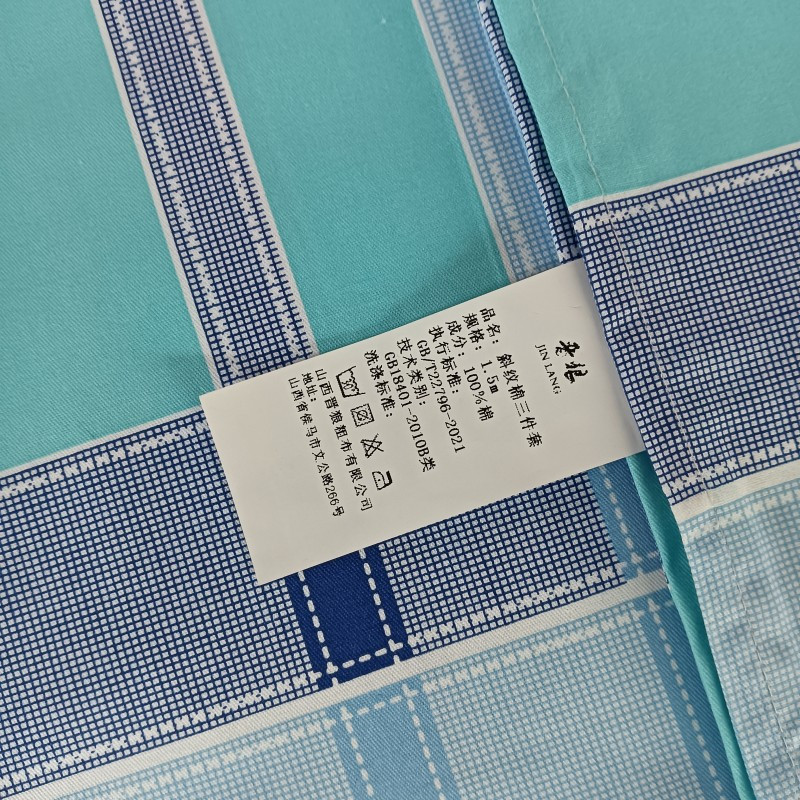 晋狼
JIN LANG
品名: 斜纹棉三件套
规格: 1.5m
成分: 100%棉
执行标准:
GB/T22796-2021
技术类别:
GB18401-2010B类
洗涤标准:
山西晋狼粗布有限公司
地址:
山西省侯马市文公路266号